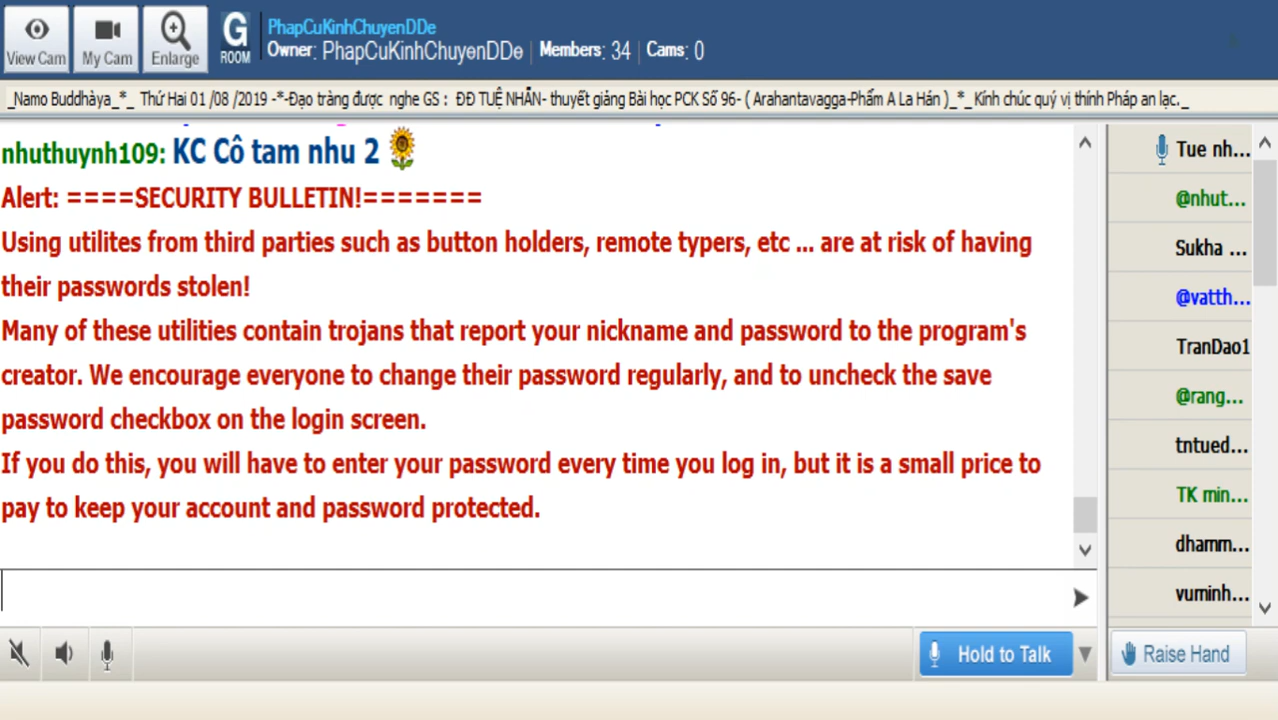 View Cam
My Cam
Enlarge
G
ROOM
PhapCuKinhChuyenDDe
Owner: PhapCuKinhChuyenDDe | Members: 34 | Cams: 0
_Namo Buddhàya_*_ Thứ Hai 01 /08 /2019 -*-Đạo tràng được nghe GS : ĐĐ TUỆ NHẪN- thuyết giảng Bài học PCK Số 96- ( Arahantavagga-Phẩm A La Hán )_*_ Kính chúc quý vị thính Pháp an lạc._
nhuthuynh109: KC Cô tam nhu 2
Alert: ====SECURITY BULLETIN!=======
Using utilites from third parties such as button holders, remote typers, etc ... are at risk of having
their passwords stolen!
Many of these utilities contain trojans that report your nickname and password to the program's
creator. We encourage everyone to change their password regularly, and to uncheck the save
password checkbox on the login screen.
If you do this, you will have to enter your password every time you log in, but it is a small price to
pay to keep your account and password protected.
Tue nh...
@nhut...
Sukha ...
@vatth...
TranDao1
@rang...
tntued...
TK min...
dhamm...
vuminh...
Hold to Talk
Raise Hand